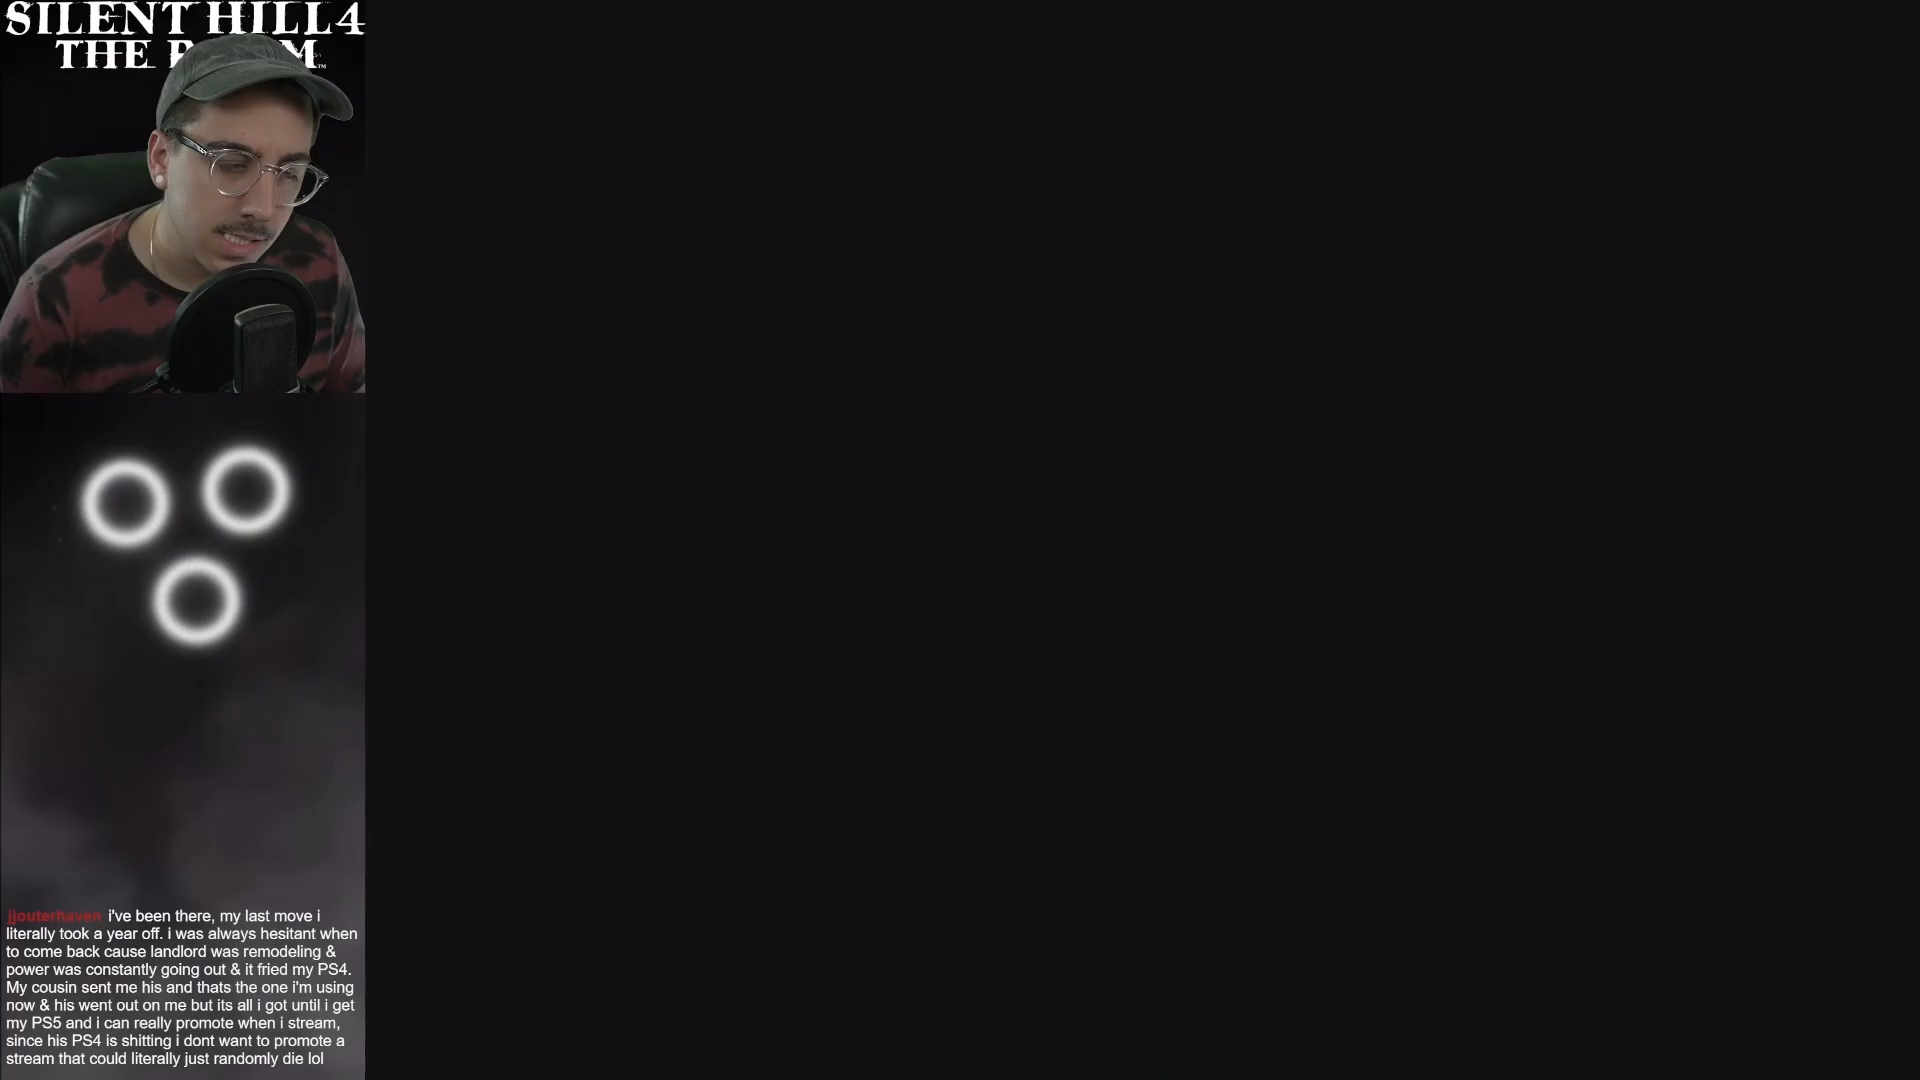 SILENT HILL 4
THE
jjouterhaven i've been there, my last move i
literally took a year off. i was always hesitant when
to come back cause landlord was remodeling &
power was constantly going out & it fried my PS4.
My cousin sent me his and thats the one i'm using
now & his went out on me but its all i got until i get
my PS5 and i can really promote when i stream,
since his PS4 is shitting i dont want to promote a
stream that could literally just randomly die lol